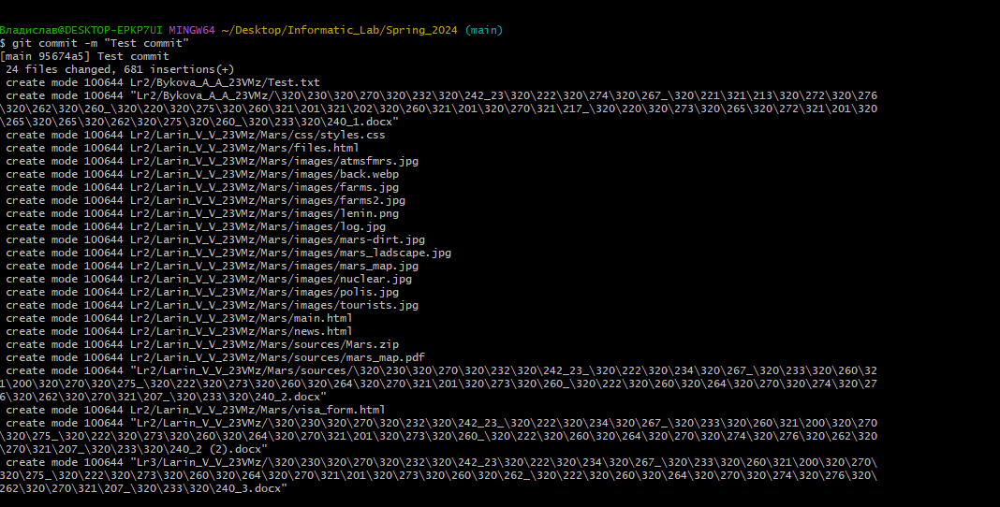 Владислав@DESKTOP-EPKP7UI MINGW64 ~/Desktop/Informatic_Lab/Spring_2024 (main)
$ git commit -m "Test commit"
[main 95674a5] Test commit
 24 files changed, 681 insertions(+)
 create mode 100644 Lr2/Bykova_A_A_23VMz/Test.txt
 create mode 100644 "Lr2/Bykova_A_A_23VMz/\320\230\320\270\320\232\320\242_23\320\222\320\274\320\267_\320\221\321\213\320\272\320\276
\320\262\320\260_\320\220\320\275\320\260\321\201\321\202\320\260\321\201\320\270\321\217_\320\220\320\273\320\265\320\272\321\201\320
\265\320\265\320\262\320\275\320\260_\320\233\320\240_1.docx"
 create mode 100644 Lr2/Larin_V_V_23VMz/Mars/css/styles.css
 create mode 100644 Lr2/Larin_V_V_23VMz/Mars/files.html
 create mode 100644 Lr2/Larin_V_V_23VMz/Mars/images/atmsfmrs.jpg
 create mode 100644 Lr2/Larin_V_V_23VMz/Mars/images/back.webp
 create mode 100644 Lr2/Larin_V_V_23VMz/Mars/images/farms.jpg
 create mode 100644 Lr2/Larin_V_V_23VMz/Mars/images/farms2.jpg
 create mode 100644 Lr2/Larin_V_V_23VMz/Mars/images/lenin.png
 create mode 100644 Lr2/Larin_V_V_23VMz/Mars/images/log.jpg
 create mode 100644 Lr2/Larin_V_V_23VMz/Mars/images/mars-dirt.jpg
 create mode 100644 Lr2/Larin_V_V_23VMz/Mars/images/mars_ladscape.jpg
 create mode 100644 Lr2/Larin_V_V_23VMz/Mars/images/mars_map.jpg
 create mode 100644 Lr2/Larin_V_V_23VMz/Mars/images/nuclear.jpg
 create mode 100644 Lr2/Larin_V_V_23VMz/Mars/images/polis.jpg
 create mode 100644 Lr2/Larin_V_V_23VMz/Mars/images/tourists.jpg
 create mode 100644 Lr2/Larin_V_V_23VMz/Mars/main.html
 create mode 100644 Lr2/Larin_V_V_23VMz/Mars/news.html
 create mode 100644 Lr2/Larin_V_V_23VMz/Mars/sources/Mars.zip
 create mode 100644 Lr2/Larin_V_V_23VMz/Mars/sources/mars_map.pdf
 create mode 100644 "Lr2/Larin_V_V_23VMz/Mars/sources/\320\230\320\270\320\232\320\242_23_\320\222\320\234\320\267_\320\233\320\260\32
1\200\320\270\320\275_\320\222\320\273\320\260\320\264\320\270\321\201\320\273\320\260_\320\222\320\260\320\264\320\270\320\274\320\27
6\320\262\320\270\321\207_\320\233\320\240_2.docx"
 create mode 100644 Lr2/Larin_V_V_23VMz/Mars/visa_form.html
 create mode 100644 "Lr2/Larin_V_V_23VMz/\320\230\320\270\320\232\320\242_23_\320\222\320\234\320\267_\320\233\320\260\321\200\320\270
\320\275_\320\222\320\273\320\260\320\264\320\270\321\201\320\273\320\260_\320\222\320\260\320\264\320\270\320\274\320\276\320\262\320
\270\321\207_\320\233\320\240_2 (2).docx"
 create mode 100644 "Lr3/Larin_V_V_23VMz/\320\230\320\270\320\232\320\242_23\320\222\320\234\320\267_\320\233\320\260\321\200\320\270\
320\275_\320\222\320\273\320\260\320\264\320\270\321\201\320\273\320\260\320\262_\320\222\320\260\320\264\320\270\320\274\320\276\320\
262\320\270\321\207_\320\233\320\240_3.docx"